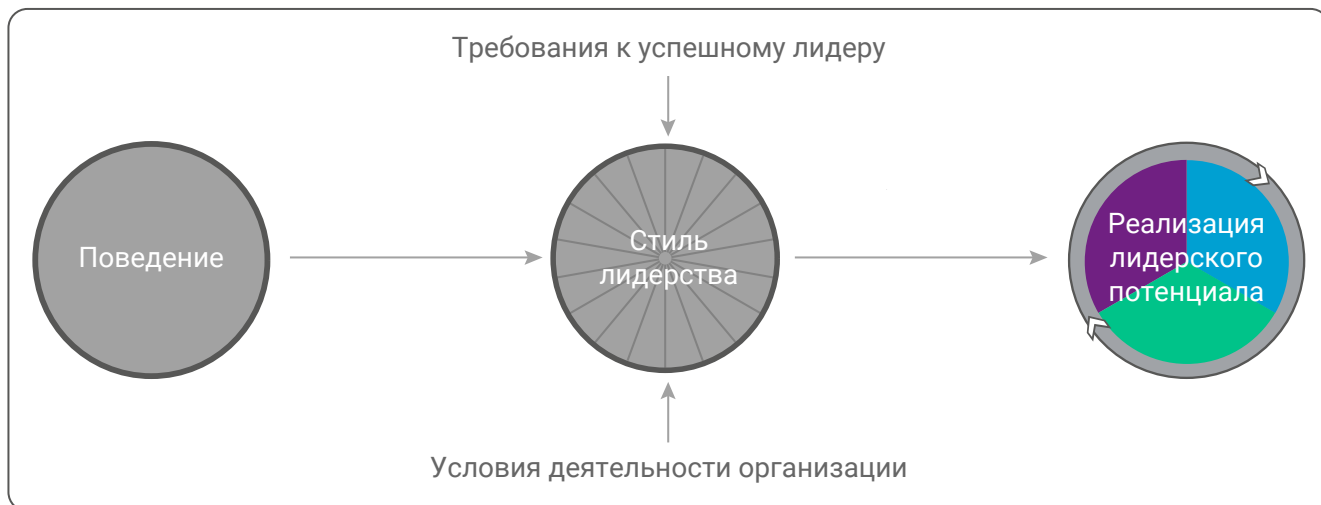 Требования к успешному лидеру
Поведение
Стиль
лидерства
Реализация
лидерского
потенциала
Условия деятельности организации